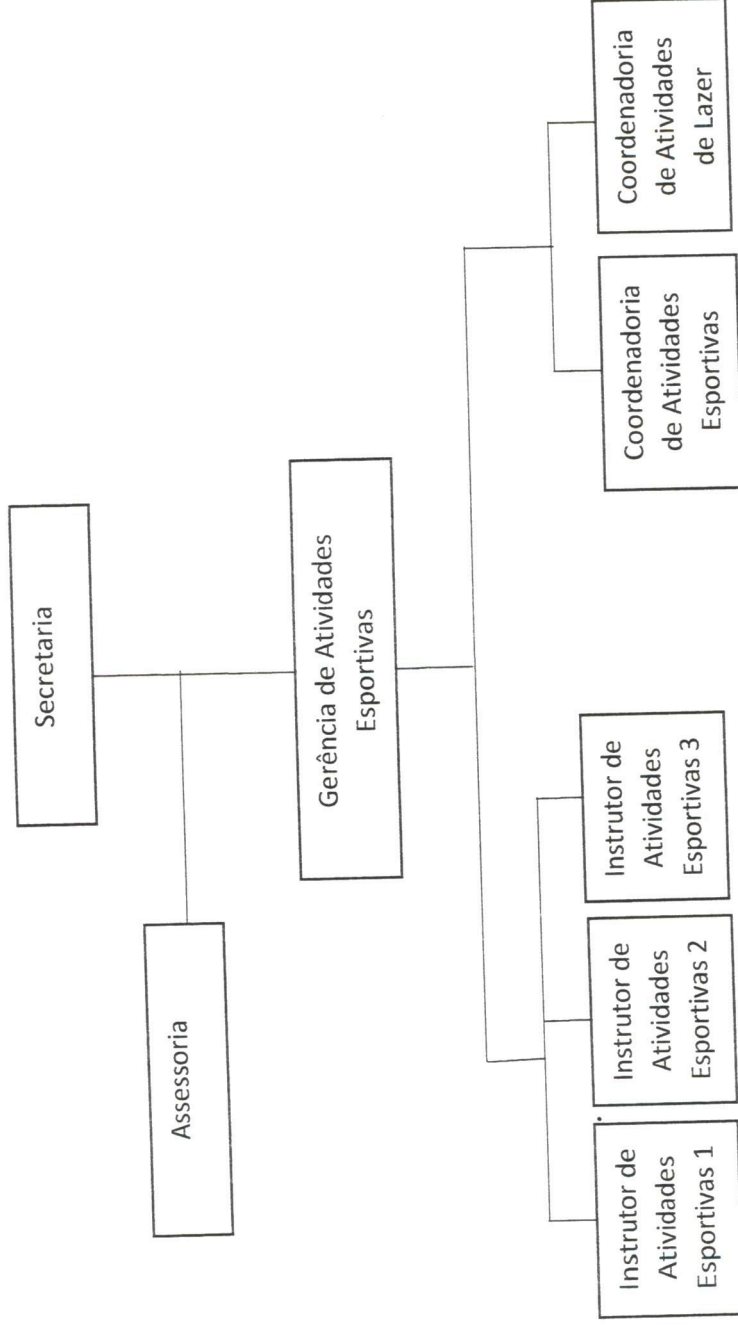 Secretaria
Assessoria
Gerência de Atividades
Esportivas
Instrutor de
Atividades
Esportivas 1
Instrutor de
Atividades
Esportivas 2
Instrutor de
Atividades
Esportivas 3
Coordenadoria
de Atividades
Esportivas
Coordenadoria
de Atividades
de Lazer